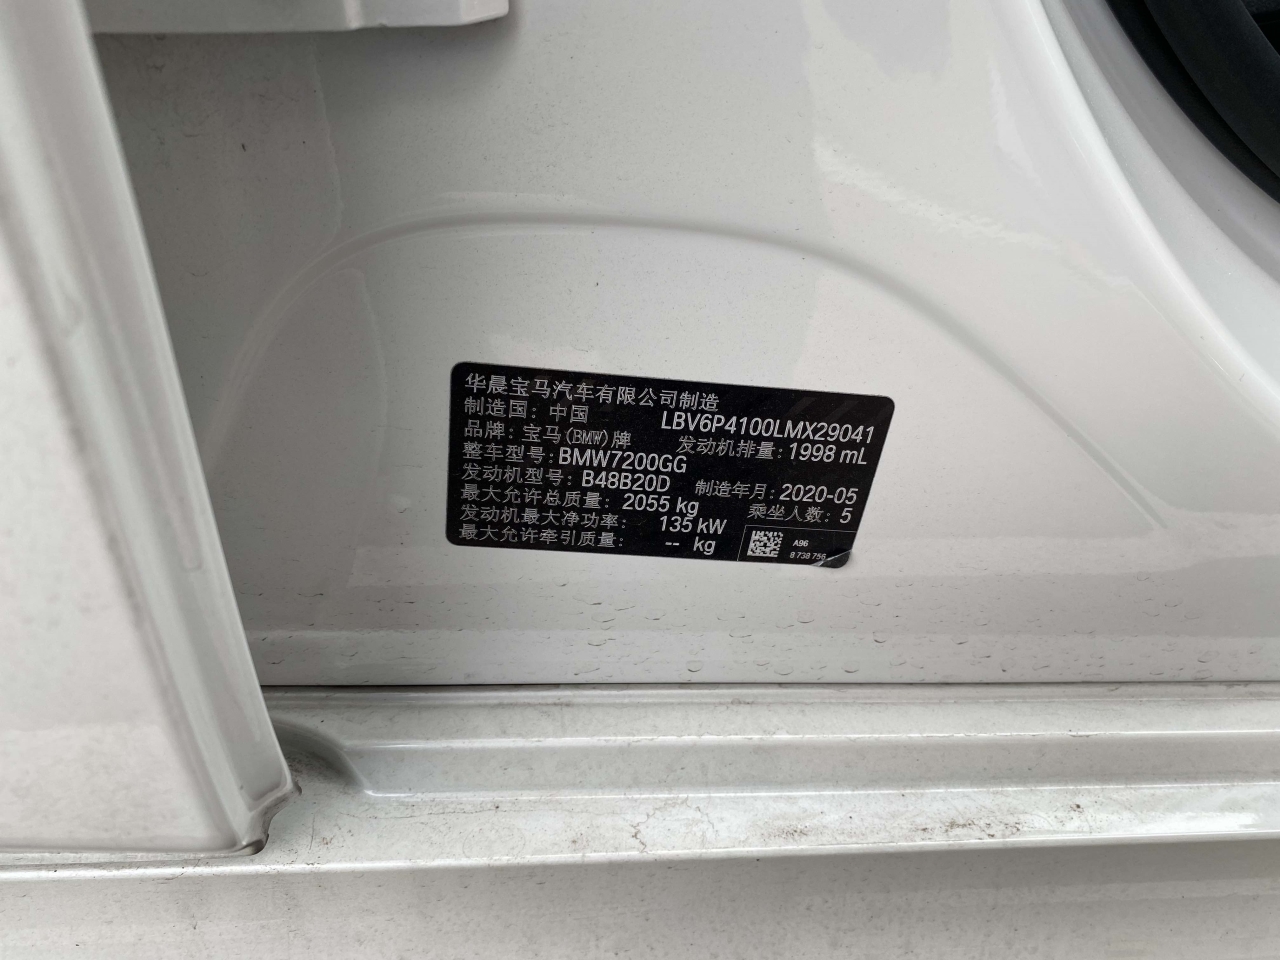 华晨宝马汽车有限公司制造
制造国：中国 LBV6P4100LMX29041
品牌：宝马(BMW)牌 发动机排量：1998 mL
整车型号：BMW7200GG
发动机型号：B48B20D 制造年月：2020-05
最大允许总质量：2055 kg 乘坐人数：5
发动机最大净功率：135 kW
最大允许牵引质量：-- kg
A96
8 738 756